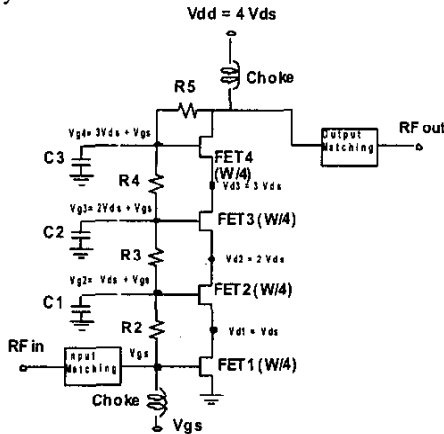 Vdd = 4 Vds
Choke
R5
Vg4= 3Vds + Vgs
C3
FET4
(W/4)
Output
Matching
RF out
R4
Vd3 = 3 Vds
Vg3= 2Vds + Vgs
C2
FET3 (W/4)
R3
Vd2 = 2 Vds
Vg2= Vds + Vgs
C1
FET2 (W/4)
R2
Vd1 = Vds
RF in
Input
Matching
Vgs
FET1 (W/4)
Choke
Vgs